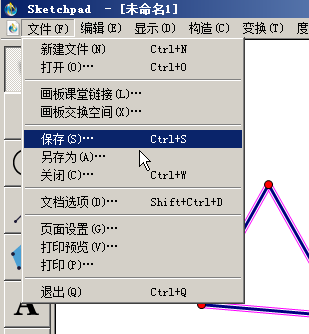 Sketchpad - [未命名1]
文件(F) 编辑(E) 显示(D) 构造(C) 变换(T) 度
新建文件(N) Ctrl+N
打开(O)… Ctrl+O
画板课堂链接(L)…
画板交换空间(X)…
保存(S)… Ctrl+S
另存为(A)…
关闭(C)… Ctrl+W
文档选项(D)… Shift+Ctrl+D
页面设置(G)…
打印预览(V)…
打印(P)…
退出(Q) Ctrl+Q
A